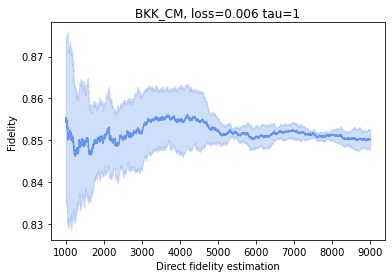 BKK_CM, loss=0.006 tau=1
Fidelity
0.87
0.86
0.85
0.84
0.83
1000 2000 3000 4000 5000 6000 7000 8000 9000
Direct fidelity estimation